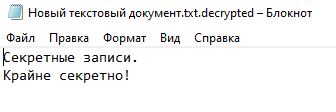 Новый текстовый документ.txt.decrypted – Блокнот
Файл Правка Формат Вид Справка
Секретные записи.
Крайне секретно!